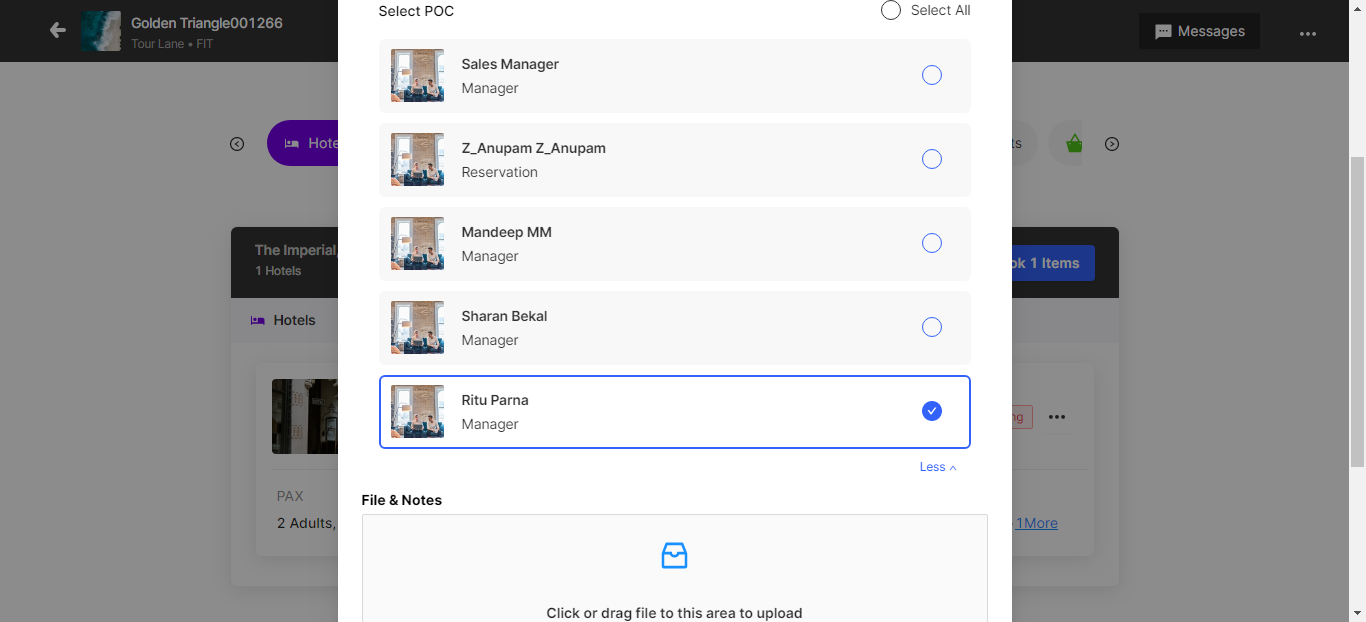 Golden Triangle001266
Tour Lane • FIT
Messages
Select POC
Select All
Sales Manager
Manager
Z_Anupam Z_Anupam
Reservation
Mandeep MM
Manager
Sharan Bekal
Manager
Ritu Parna
Manager
Less
File & Notes
Click or drag file to this area to upload
Hote
ts
The Imperial,
1 Hotels
ok 1 Items
Hotels
ng
PAX
2 Adults,
1More